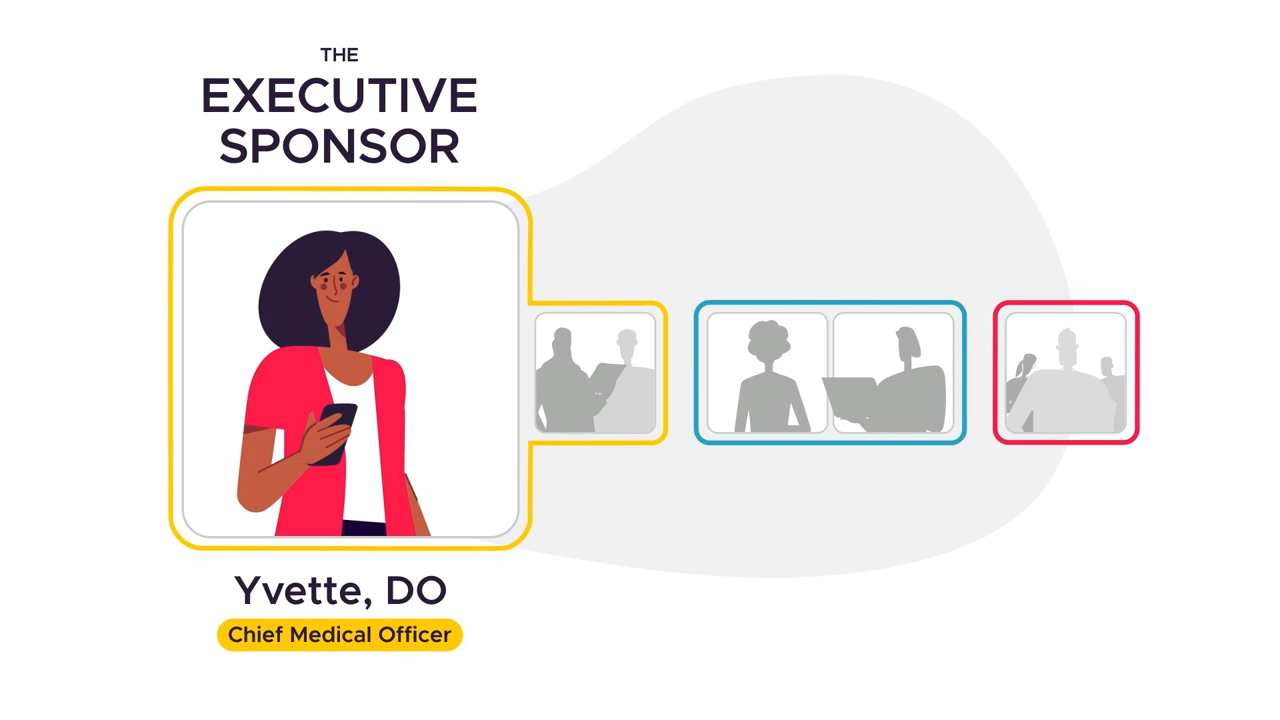 THE
EXECUTIVE
SPONSOR
Yvette, DO
Chief Medical Officer